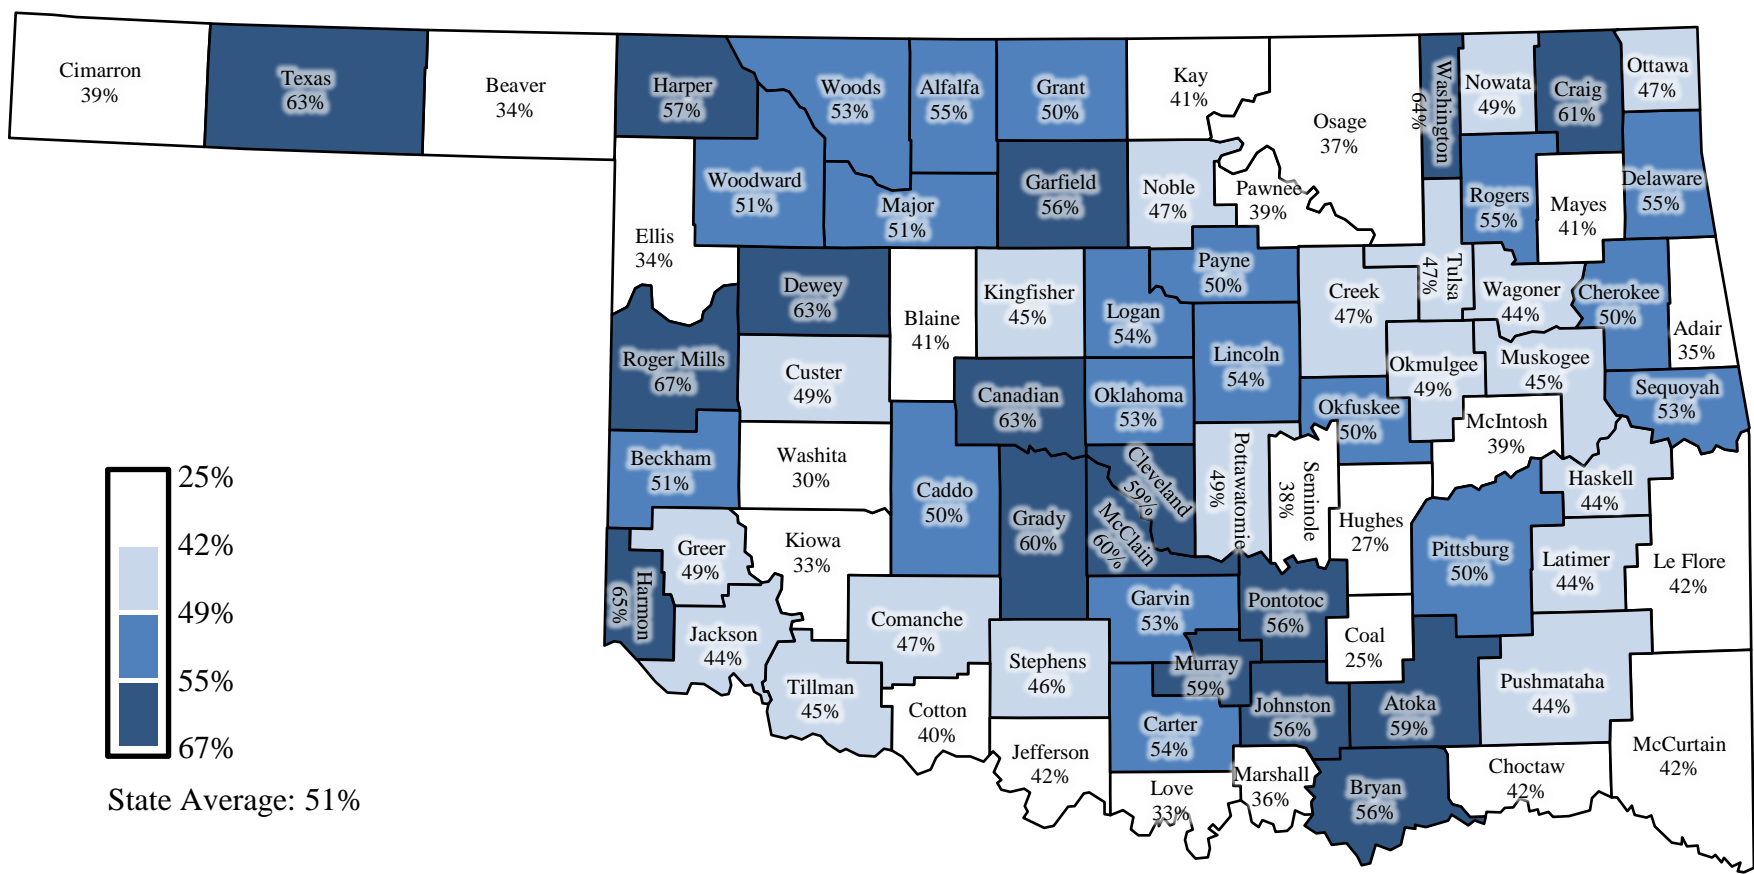 Cimarron
39%
Texas
63%
Beaver
34%
Harper
57%
Woods
53%
Alfalfa
55%
Grant
50%
Kay
41%
Osage
37%
Washington
64%
Nowata
49%
Craig
61%
Ottawa
47%
Woodward
51%
Major
51%
Garfield
56%
Noble
47%
Pawnee
39%
Rogers
55%
Mayes
41%
Delaware
55%
Ellis
34%
Dewey
63%
Blaine
41%
Kingfisher
45%
Logan
54%
Payne
50%
Creek
47%
Tulsa
47%
Wagoner
44%
Cherokee
50%
Adair
35%
Roger Mills
67%
Custer
49%
Canadian
63%
Oklahoma
53%
Lincoln
54%
Okfuskee
50%
Okmulgee
49%
Muskogee
45%
McIntosh
39%
Sequoyah
53%
Beckham
51%
Washita
30%
Caddo
50%
Grady
60%
Cleveland
59%
McClain
60%
Pottawatomie
49%
Seminole
38%
Hughes
27%
Pittsburg
50%
Haskell
44%
Latimer
44%
Le Flore
42%
Greer
49%
Kiowa
33%
Harmon
65%
Jackson
44%
Tillman
45%
Comanche
47%
Cotton
40%
Stephens
46%
Jefferson
42%
Garvin
53%
Murray
59%
Carter
54%
Love
33%
Pontotoc
56%
Johnston
56%
Marshall
36%
Coal
25%
Atoka
59%
Bryan
56%
Pushmataha
44%
Choctaw
42%
McCurtain
42%
25%
42%
49%
55%
67%
State Average: 51%